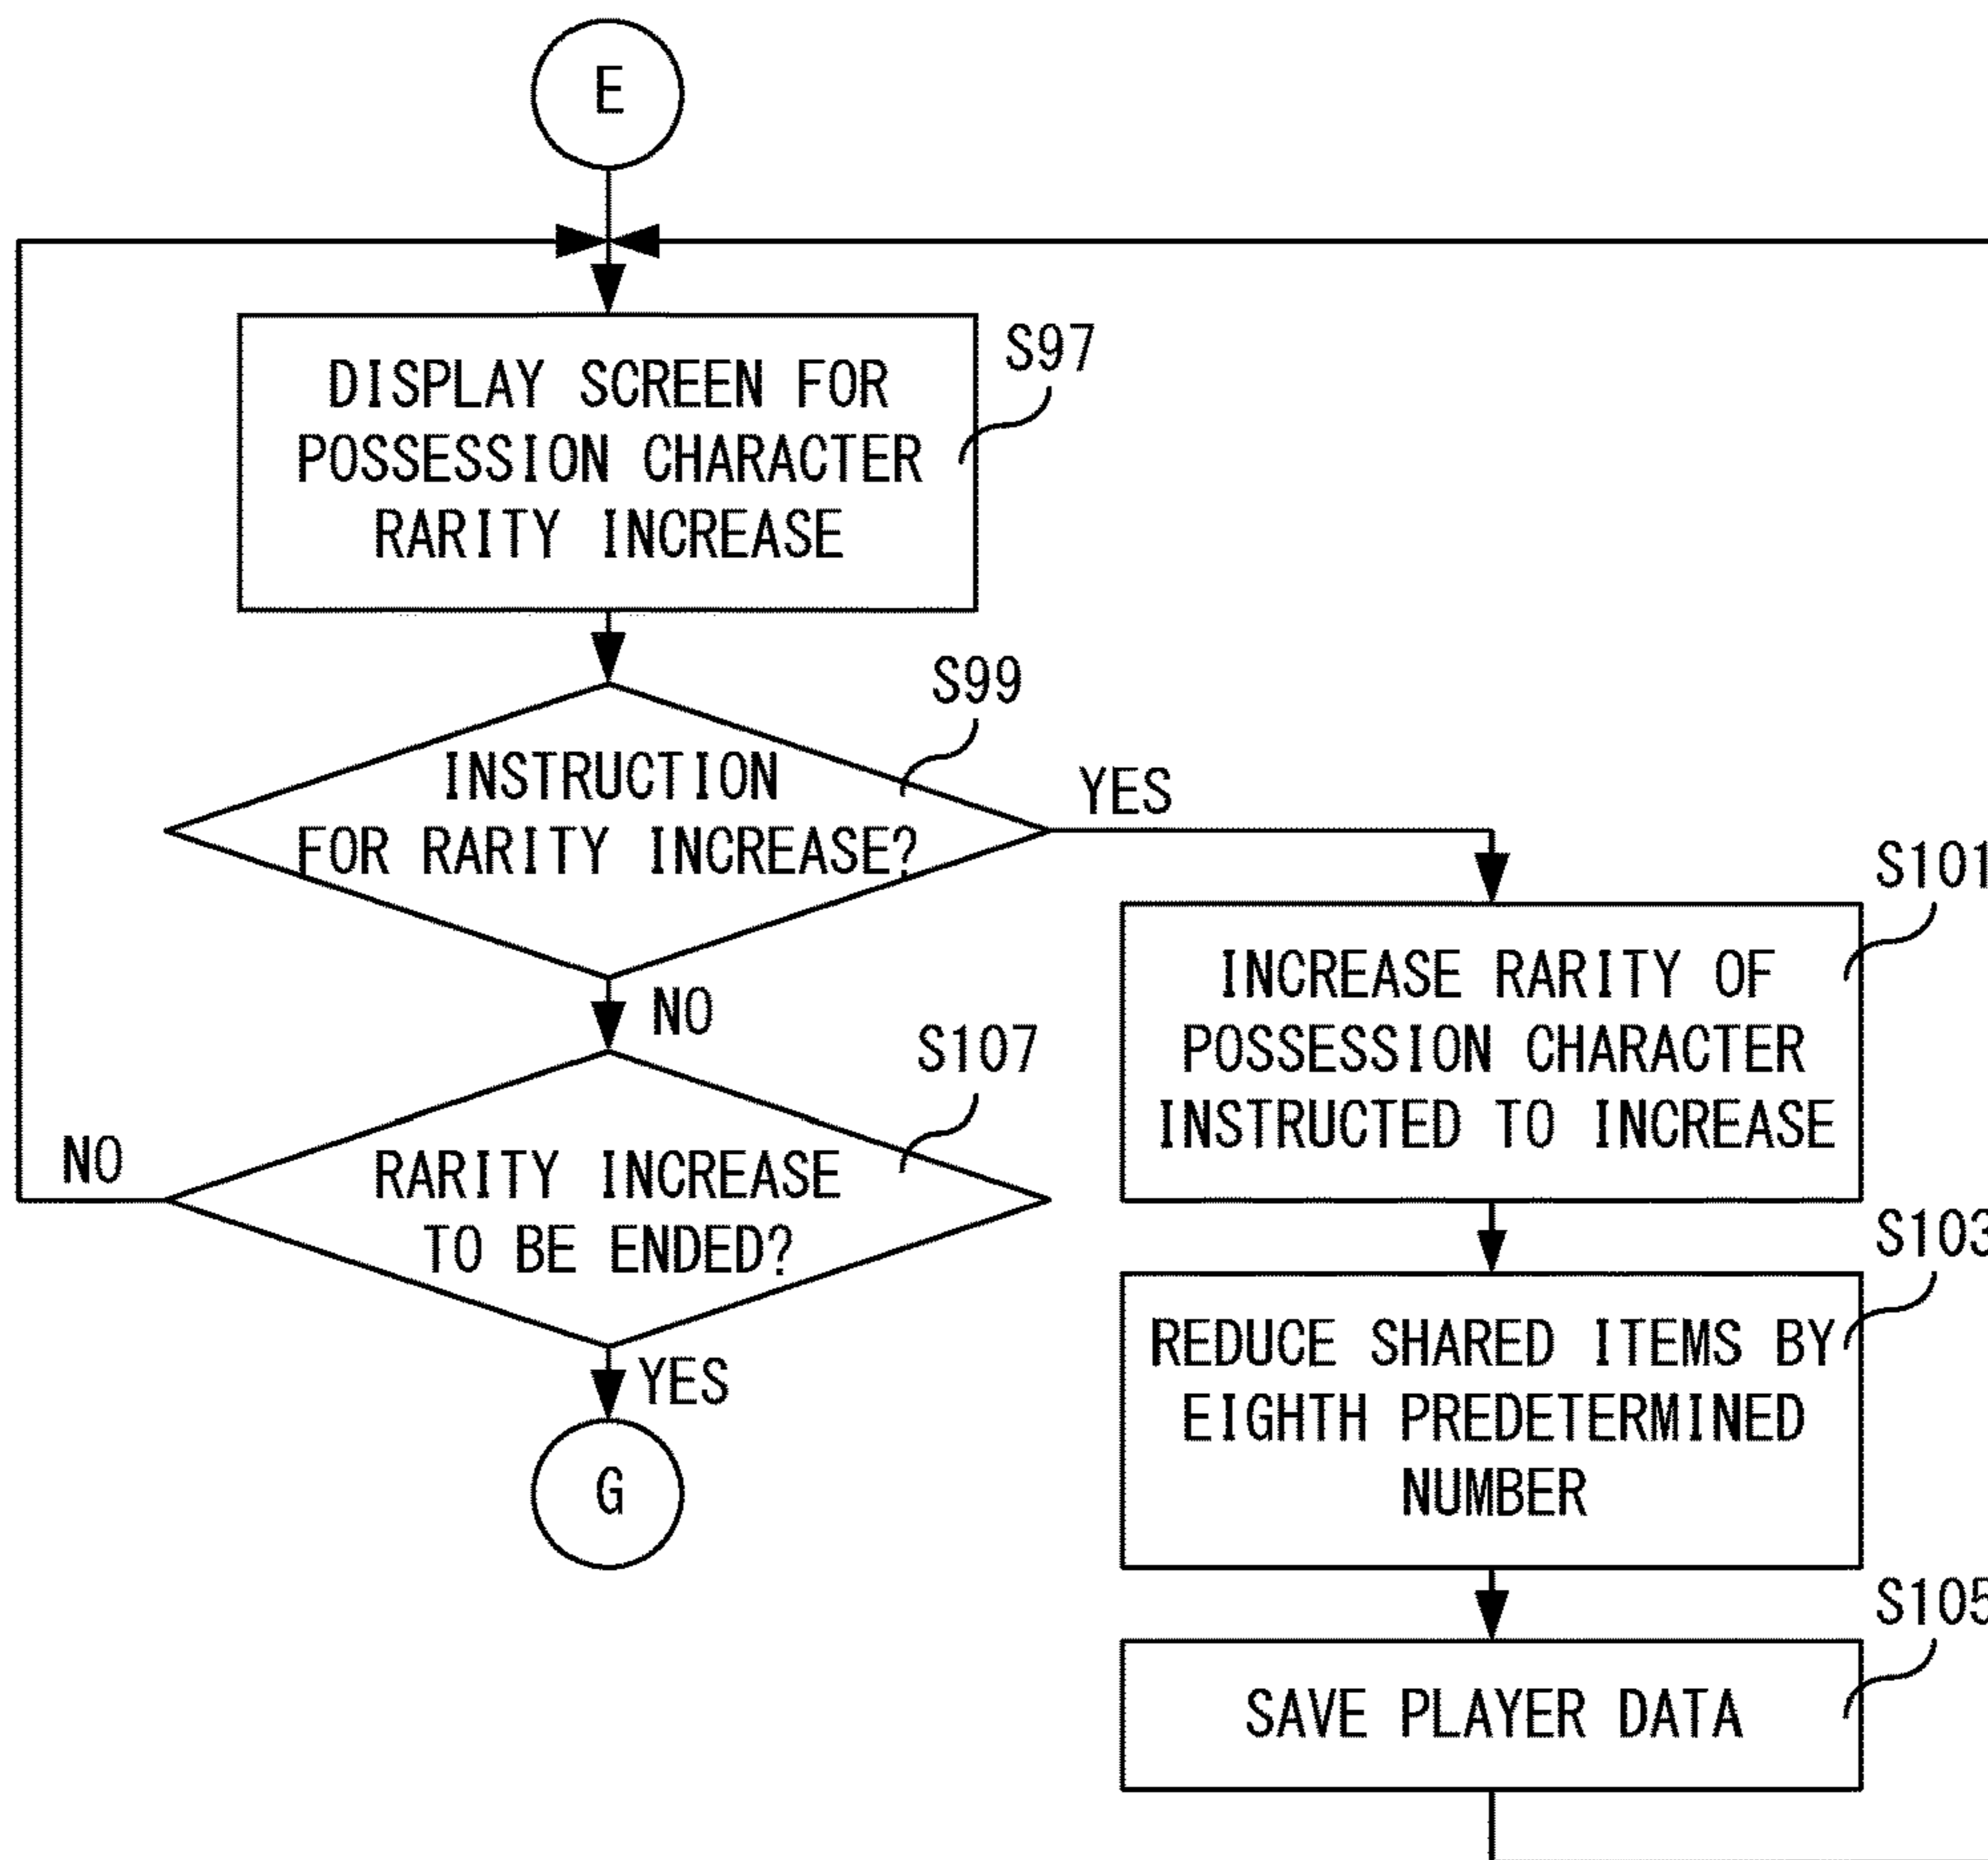 E
DISPLAY SCREEN FOR
POSSESSION CHARACTER
RARITY INCREASE
S97
INSTRUCTION
FOR RARITY INCREASE?
S99
YES
NO
INCREASE RARITY OF
POSSESSION CHARACTER
INSTRUCTED TO INCREASE
S101
RARITY INCREASE
TO BE ENDED?
S107
NO
YES
REDUCE SHARED ITEMS BY
EIGHTH PREDETERMINED
NUMBER
S103
G
SAVE PLAYER DATA
S105